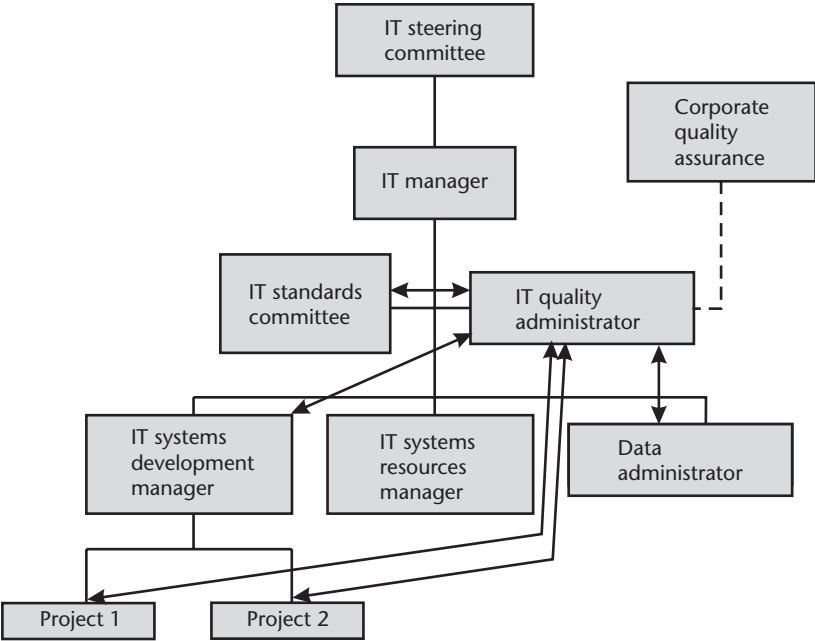 IT steering
committee
Corporate
quality
assurance
IT manager
IT standards
committee
IT quality
administrator
IT systems
development
manager
IT systems
resources
manager
Data
administrator
Project 1
Project 2